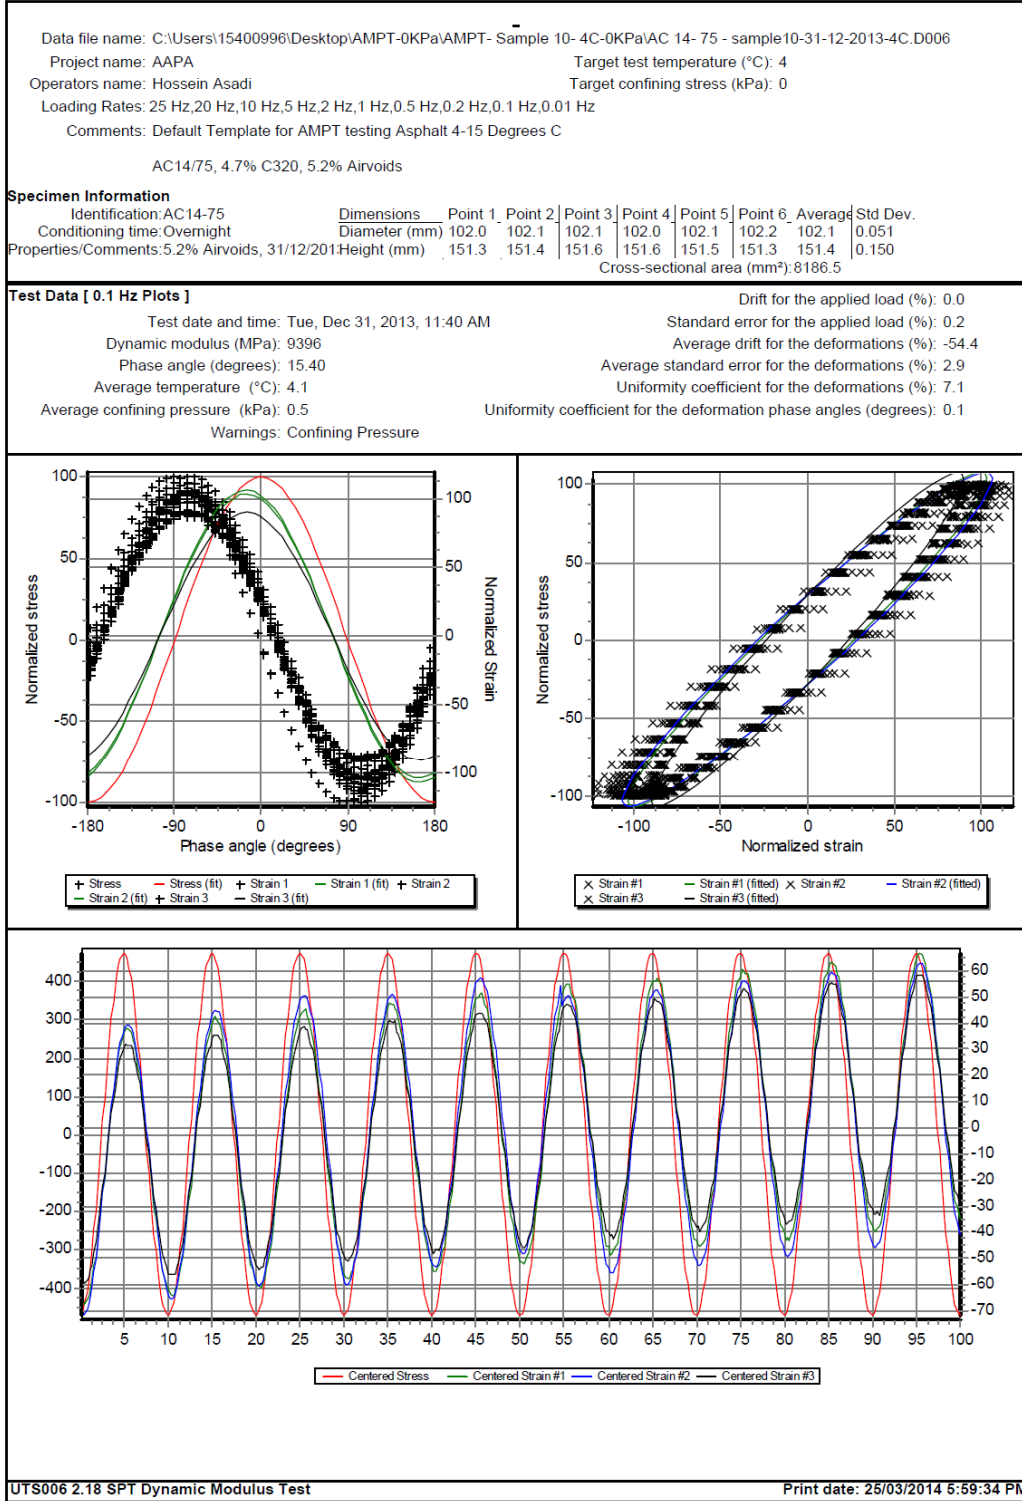 Data file name: C:\Users\15400996\Desktop\AMPT-0KPa\AMPT- Sample 10- 4C-0KPa\AC 14- 75 - sample10-31-12-2013-4C.D006
Project name: AAPA Target test temperature (°C): 4
Operators name: Hossein Asadi Target confining stress (kPa): 0
Loading Rates: 25 Hz,20 Hz,10 Hz,5 Hz,2 Hz,1 Hz,0.5 Hz,0.2 Hz,0.1 Hz,0.01 Hz
Comments: Default Template for AMPT testing Asphalt 4-15 Degrees C
AC14/75, 4.7% C320, 5.2% Airvoids
Specimen Information
Identification:AC14-75 Dimensions Point 1 Point 2 Point 3 Point 4 Point 5 Point 6 Average Std Dev.
Conditioning time:Overnight Diameter (mm) 102.0 102.1 102.1 102.0 102.1 102.2 102.1 0.051
Properties/Comments:5.2% Airvoids, 31/12/201 Height (mm) 151.3 151.4 151.6 151.6 151.5 151.3 151.4 0.150
Cross-sectional area (mm²):8186.5
Test Data [ 0.1 Hz Plots ] Drift for the applied load (%): 0.0
Test date and time: Tue, Dec 31, 2013, 11:40 AM Standard error for the applied load (%): 0.2
Dynamic modulus (MPa): 9396 Average drift for the deformations (%): -54.4
Phase angle (degrees): 15.40 Average standard error for the deformations (%): 2.9
Average temperature (°C): 4.1 Uniformity coefficient for the deformations (%): 7.1
Average confining pressure (kPa): 0.5 Uniformity coefficient for the deformation phase angles (degrees): 0.1
Warnings: Confining Pressure
Normalized stress
100
50
0
-50
-100
100
50
0
-50
-100
Normalized Strain
-180 -90 0 90 180
Phase angle (degrees)
Stress Stress (fit) Strain 1 Strain 1 (fit) Strain 2
Strain 2 (fit) Strain 3 Strain 3 (fit)
Normalized stress
100
50
0
-50
-100
-100 -50 0 50 100
Normalized strain
Strain #1 Strain #1 (fitted) Strain #2 Strain #2 (fitted)
Strain #3 Strain #3 (fitted)
400
300
200
100
0
-100
-200
-300
-400
60
50
40
30
20
10
0
-10
-20
-30
-40
-50
-60
-70
5 10 15 20 25 30 35 40 45 50 55 60 65 70 75 80 85 90 95 100
Centered Stress Centered Strain #1 Centered Strain #2 Centered Strain #3
UTS006 2.18 SPT Dynamic Modulus Test Print date: 25/03/2014 5:59:34 PM